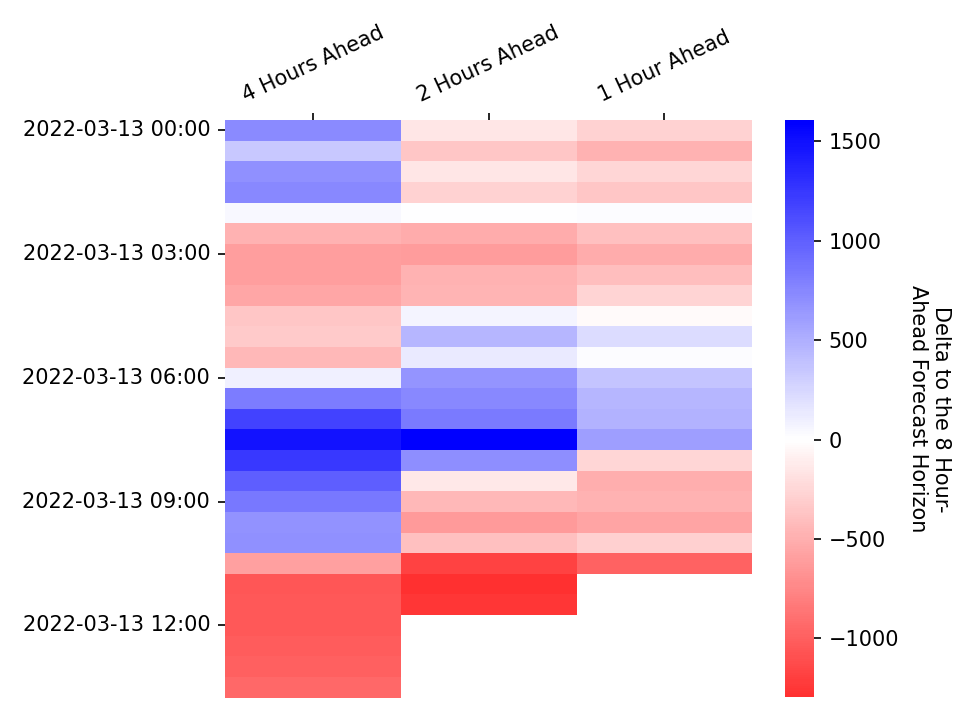 4 Hours Ahead
2 Hours Ahead
1 Hour Ahead
2022-03-13 00:00
2022-03-13 03:00
2022-03-13 06:00
2022-03-13 09:00
2022-03-13 12:00
1500
1000
500
0
−500
−1000
Delta to the 8 Hour-
Ahead Forecast Horizon